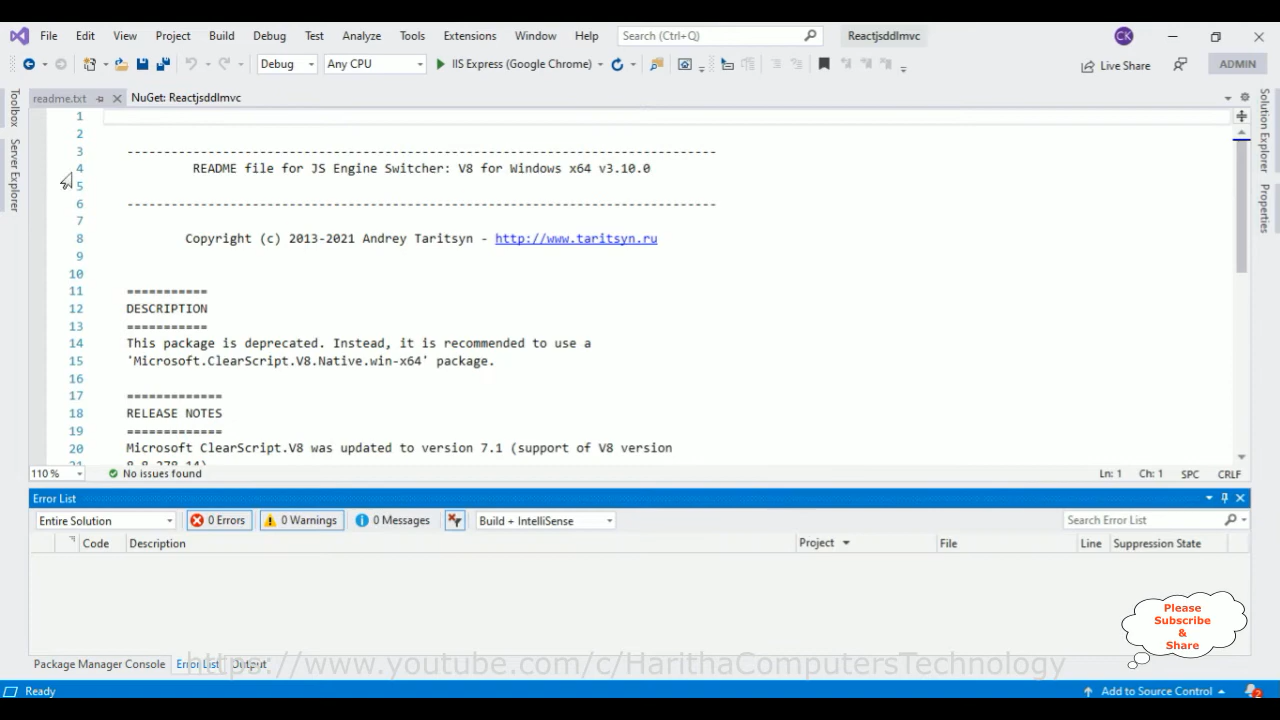 File Edit View Project Build Debug Test Analyze Tools Extensions Window Help Search (Ctrl+Q) Reactjsddlmvc CK
Debug Any CPU IIS Express (Google Chrome) Live Share ADMIN
readme.txt NuGet: Reactjsddlmvc
Toolbox
Server Explorer
Solution Explorer
Properties
1
2
3 -------------------------------------------------------------------------------
4 README file for JS Engine Switcher: V8 for Windows x64 v3.10.0
5
6 -------------------------------------------------------------------------------
7
8 Copyright (c) 2013-2021 Andrey Taritsyn - http://www.taritsyn.ru
9
10
11 ===========
12 DESCRIPTION
13 ===========
14 This package is deprecated. Instead, it is recommended to use a
15 'Microsoft.ClearScript.V8.Native.win-x64' package.
16
17 =============
18 RELEASE NOTES
19 =============
20 Microsoft ClearScript.V8 was updated to version 7.1 (support of V8 version
21 8.8.278.14)
110 % No issues found Ln: 1 Ch: 1 SPC CRLF
Error List
Entire Solution 0 Errors 0 Warnings 0 Messages Build + IntelliSense Search Error List
Code Description Project File Line Suppression State
Please
Subscribe
&
Share
Package Manager Console Error List Output
https://www.youtube.com/c/HarithaComputersTechnology
Ready Add to Source Control 2